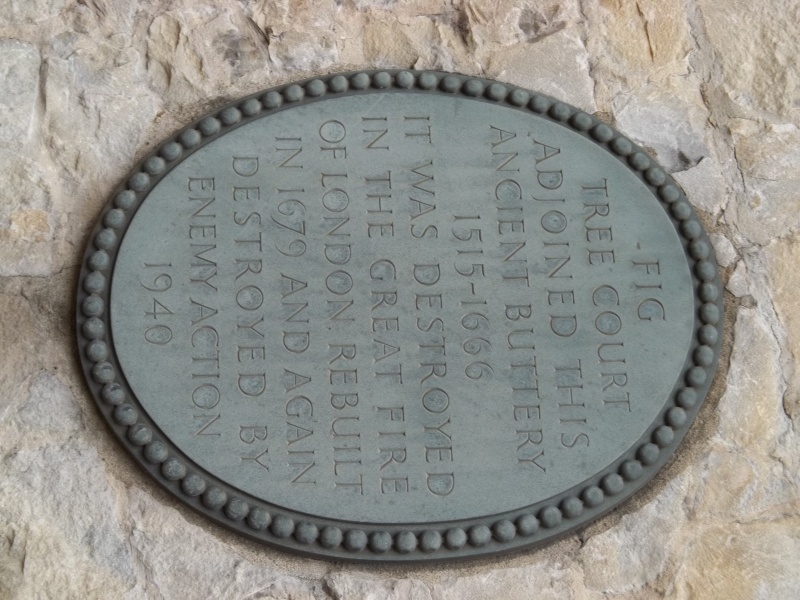 FIG
TREE COURT
ADJOINED THIS
ANCIENT BUTTERY
1515-1666
IT WAS DESTROYED
IN THE GREAT FIRE
OF LONDON. REBUILT
IN 1679 AND AGAIN
DESTROYED BY
ENEMY ACTION
1940